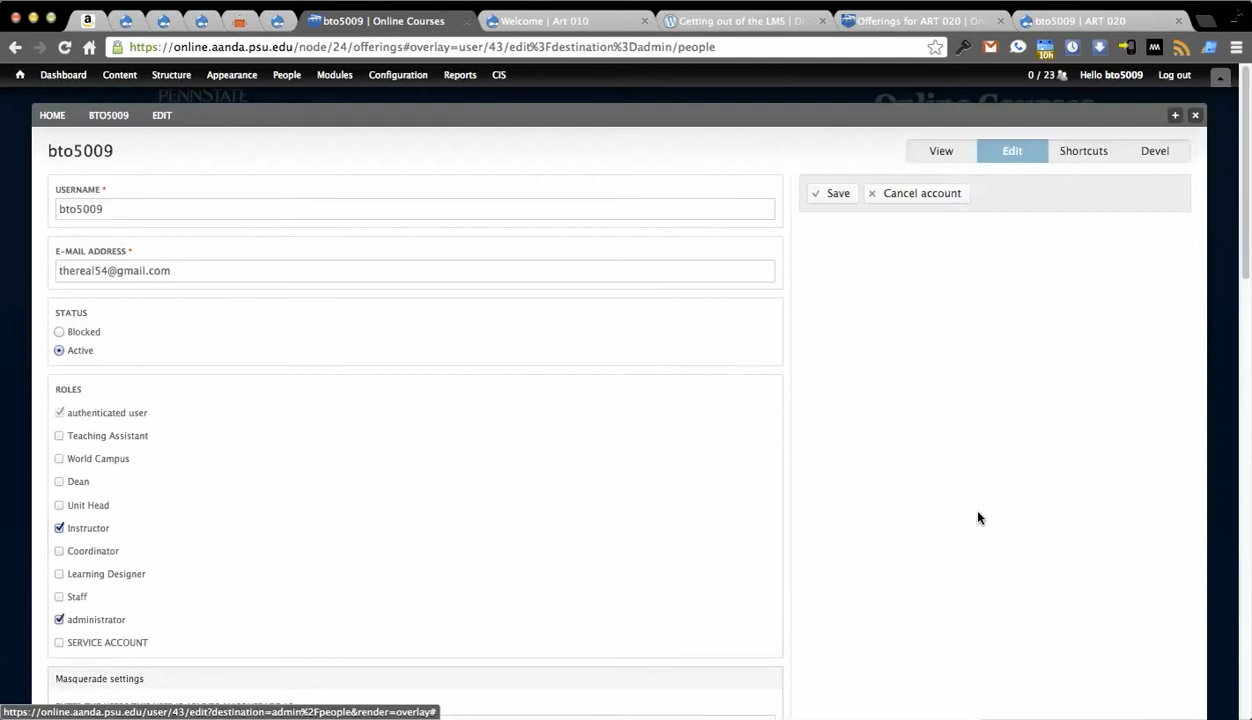 bto5009 | Online Courses
Welcome | Art 010
Getting out of the LMS | Dr
Offerings for ART 020 | Onl
bto5009 | ART 020
https://online.aanda.psu.edu/node/24/offerings#overlay=user/43/edit%3Fdestination%3Dadmin/people
10h
Dashboard Content Structure Appearance People Modules Configuration Reports CIS 0 / 23 Hello bto5009 Log out
PENNSTATE
Online Courses
HOME BTO5009 EDIT
bto5009
View Edit Shortcuts Devel
USERNAME *
bto5009
Save Cancel account
E-MAIL ADDRESS *
thereal54@gmail.com
STATUS
Blocked
Active
ROLES
authenticated user
Teaching Assistant
World Campus
Dean
Unit Head
Instructor
Coordinator
Learning Designer
Staff
administrator
SERVICE ACCOUNT
Masquerade settings
https://online.aanda.psu.edu/user/43/edit?destination=admin%2Fpeople&render=overlay#